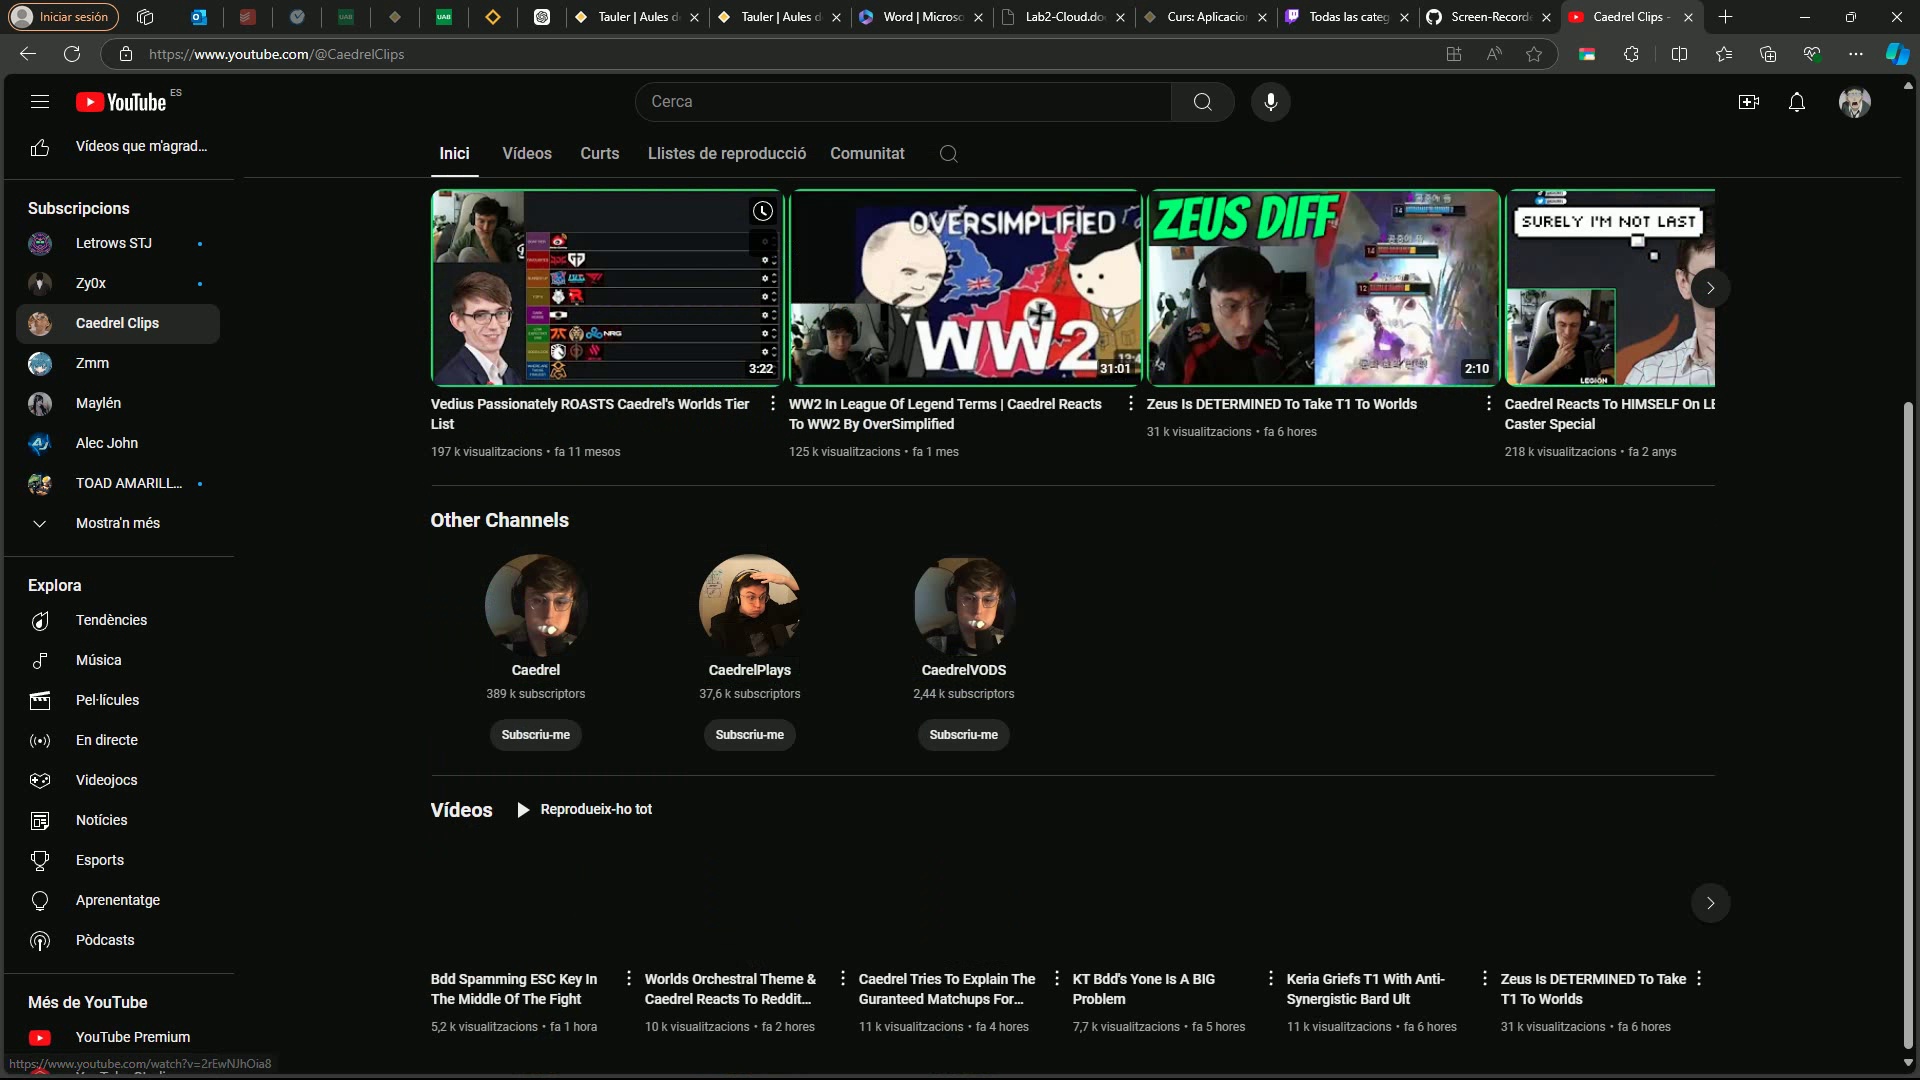 Iniciar sesión
Tauler | Aules d
Tauler | Aules d
Word | Microso
Lab2-Cloud.do
Curs: Aplicacion
Todas las categ
Screen-Recorde
Caedrel Clips -
https://www.youtube.com/@CaedrelClips
YouTube ES
Cerca
Vídeos que m'agrad...
Inici
Vídeos
Curts
Llistes de reproducció
Comunitat
Subscripcions
Letrows STJ
Zy0x
Caedrel Clips
Zmm
Maylén
Alec John
TOAD AMARILL...
Mostra'n més
OVERSIMPLIFIED
WW2
ZEUS DIFF
SURELY I'M NOT LAST
LEGION
3:22
31:01
2:10
Vedius Passionately ROASTS Caedrel's Worlds Tier
List
197 k visualitzacions • fa 11 mesos
WW2 In League Of Legend Terms | Caedrel Reacts
To WW2 By OverSimplified
125 k visualitzacions • fa 1 mes
Zeus Is DETERMINED To Take T1 To Worlds
31 k visualitzacions • fa 6 hores
Caedrel Reacts To HIMSELF On LE
Caster Special
218 k visualitzacions • fa 2 anys
Other Channels
Caedrel
389 k subscriptors
Subscriu-me
CaedrelPlays
37,6 k subscriptors
Subscriu-me
CaedrelVODS
2,44 k subscriptors
Subscriu-me
Explora
Tendències
Música
Pel·lícules
En directe
Videojocs
Notícies
Esports
Aprenentatge
Pòdcasts
Vídeos
Reprodueix-ho tot
Bdd Spamming ESC Key In
The Middle Of The Fight
5,2 k visualitzacions • fa 1 hora
Worlds Orchestral Theme &
Caedrel Reacts To Reddit...
10 k visualitzacions • fa 2 hores
Caedrel Tries To Explain The
Guranteed Matchups For...
11 k visualitzacions • fa 4 hores
KT Bdd's Yone Is A BIG
Problem
7,7 k visualitzacions • fa 5 hores
Keria Griefs T1 With Anti-
Synergistic Bard Ult
11 k visualitzacions • fa 6 hores
Zeus Is DETERMINED To Take
T1 To Worlds
31 k visualitzacions • fa 6 hores
Més de YouTube
YouTube Premium
https://www.youtube.com/watch?v=2rEwNJhOia8